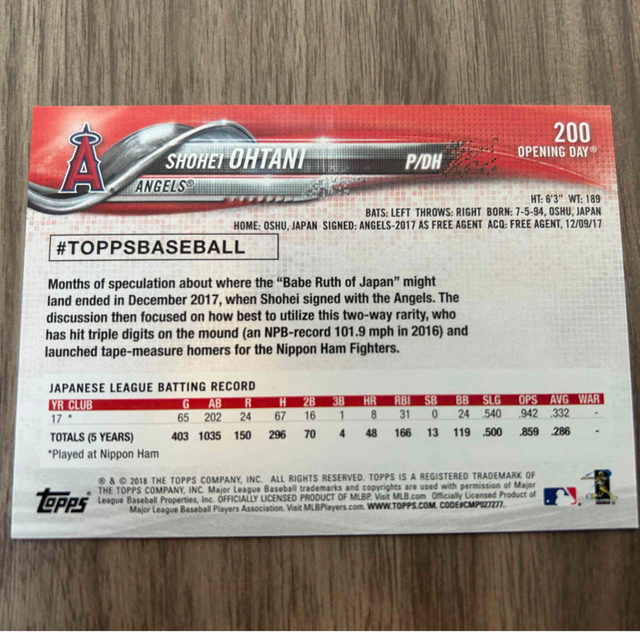 200
OPENING DAY®
A
SHOHEI OHTANI P/DH
ANGELS®
HT: 6'3" WT: 189
BATS: LEFT THROWS: RIGHT BORN: 7-5-94, OSHU, JAPAN
HOME: OSHU, JAPAN SIGNED: ANGELS-2017 AS FREE AGENT ACQ: FREE AGENT, 12/09/17
#TOPPSBASEBALL
Months of speculation about where the "Babe Ruth of Japan" might
land ended in December 2017, when Shohei signed with the Angels. The
discussion then focused on how best to utilize this two-way rarity, who
has hit triple digits on the mound (an NPB-record 101.9 mph in 2016) and
launched tape-measure homers for the Nippon Ham Fighters.
JAPANESE LEAGUE BATTING RECORD
YR CLUB G AB R H 2B 3B HR RBI SB BB SLG OPS AVG WAR
17 * 65 202 24 67 16 1 8 31 0 24 .540 .942 .332 -
TOTALS (5 YEARS) 403 1035 150 296 70 4 48 166 13 119 .500 .859 .286 -
*Played at Nippon Ham
® & © 2018 THE TOPPS COMPANY, INC. ALL RIGHTS RESERVED. TOPPS IS A REGISTERED TRADEMARK OF
THE TOPPS COMPANY, INC. Major League Baseball trademarks and copyrights are used with permission of Major
League Baseball Properties, Inc. OFFICIALLY LICENSED PRODUCT OF MLBP. Visit MLB.com Officially Licensed Product of
Major League Baseball Players Association. Visit MLBPlayers.com. WWW.TOPPS.COM. CODE#CMP027277.
Topps